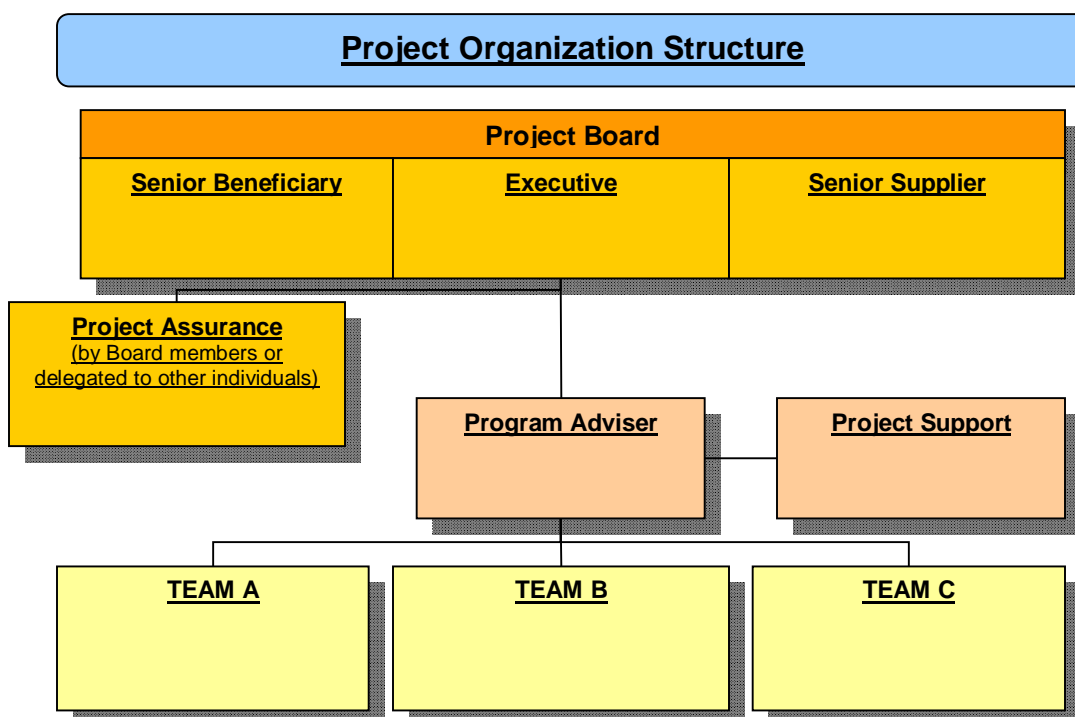 Project Organization Structure
Project Board
Senior Beneficiary
Executive
Senior Supplier
Project Assurance
(by Board members or
delegated to other individuals)
Program Adviser
Project Support
TEAM A
TEAM B
TEAM C